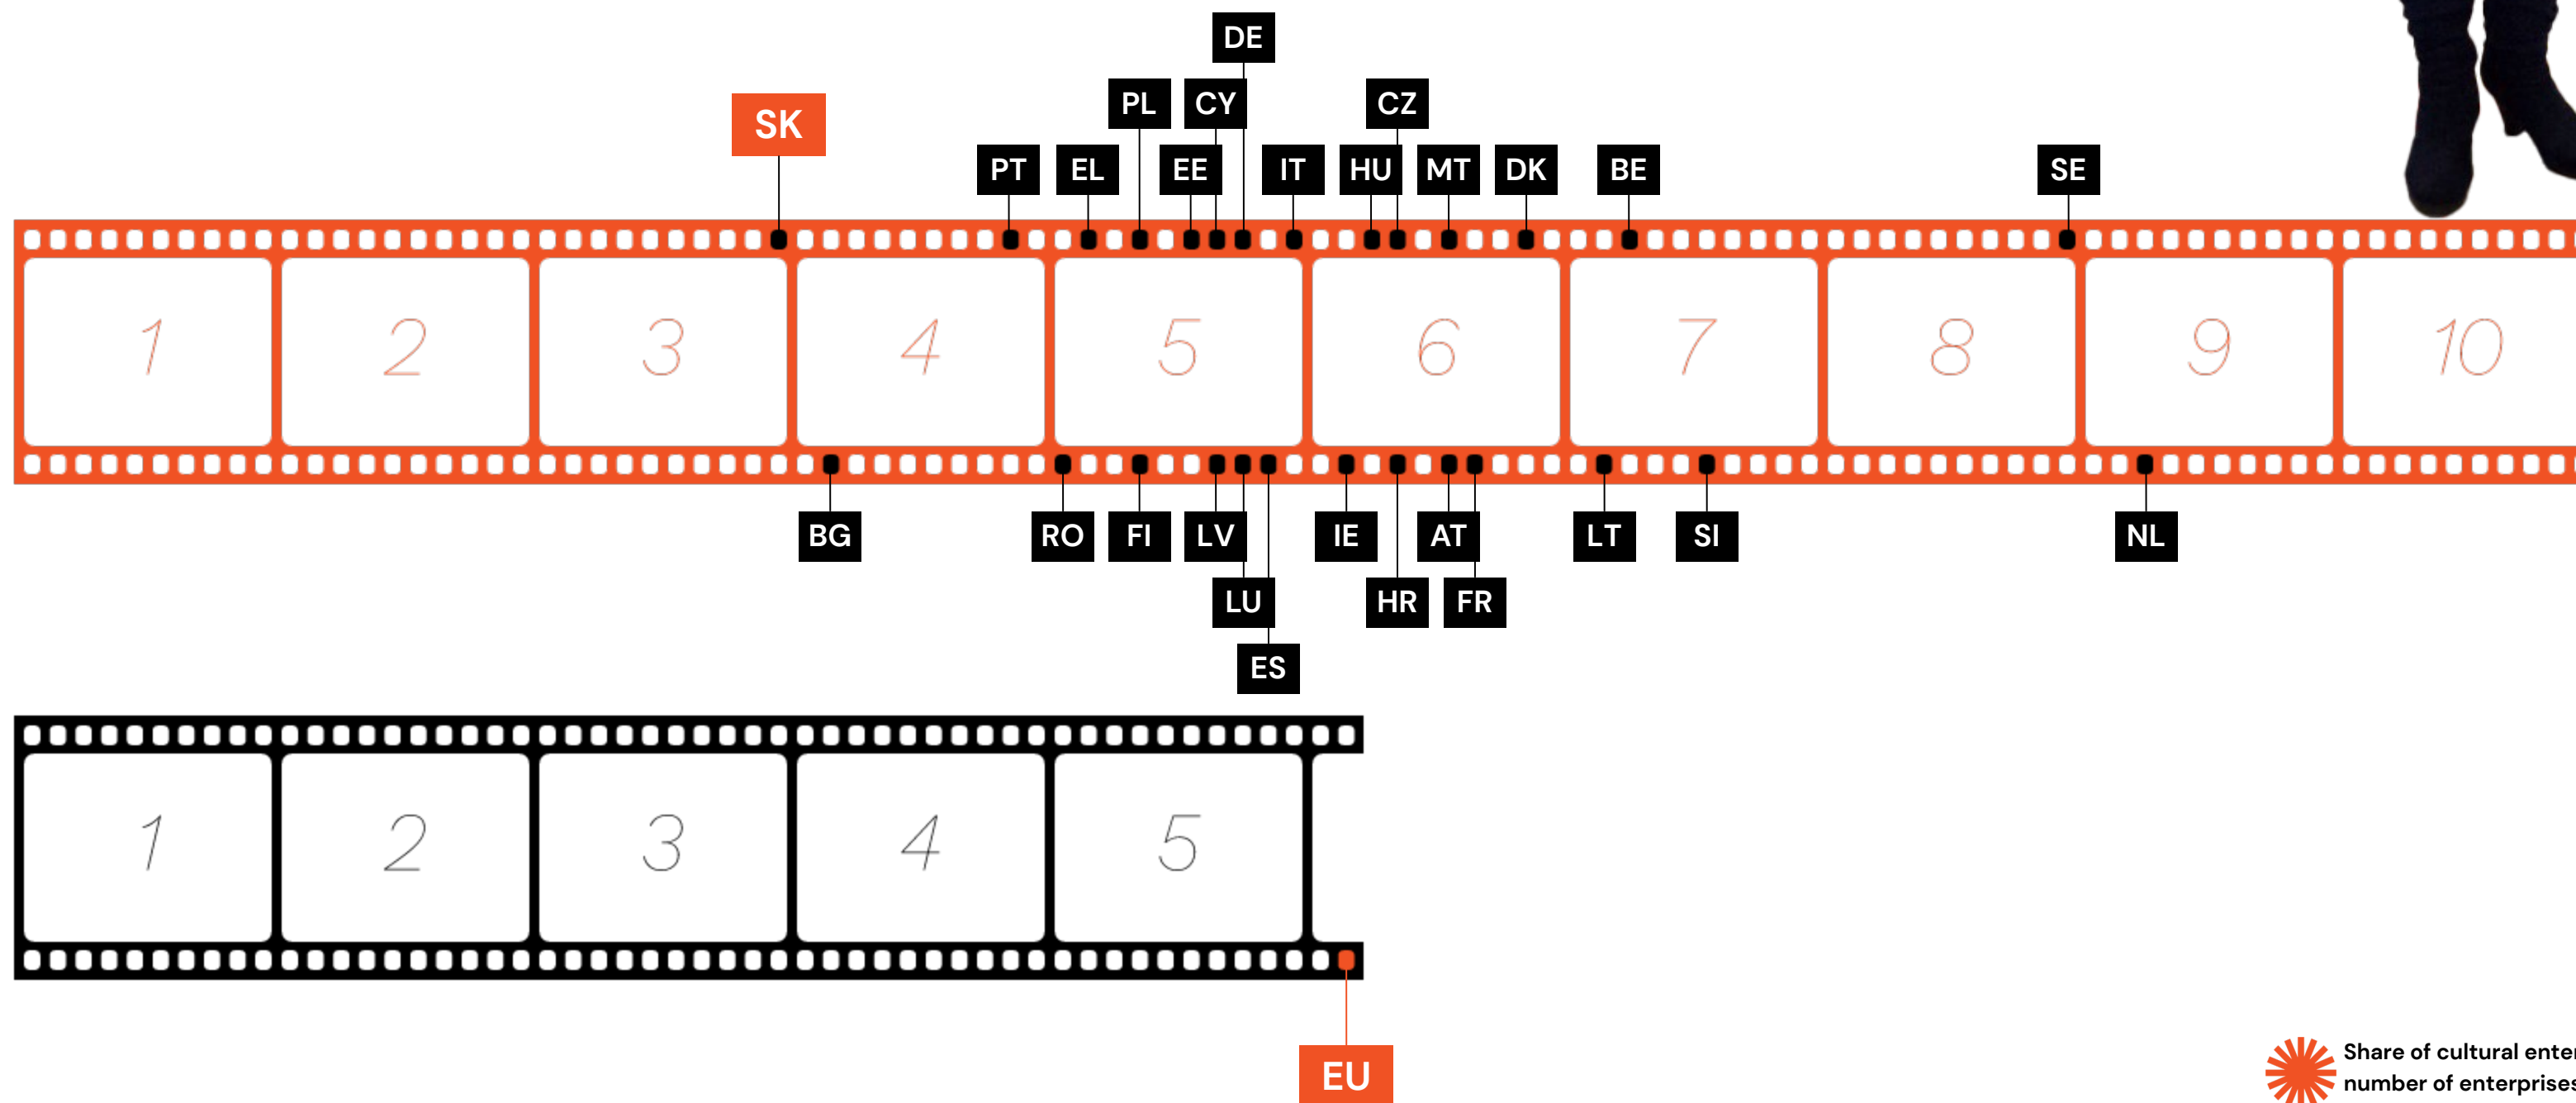 DE
PL CY CZ
SK
PT EL EE IT HU MT DK BE SE
1 2 3 4 5 6 7 8 9 10
BG RO FI LV IE AT LT SI NL
LU HR FR
ES
1 2 3 4 5
EU
Share of cultural enter
number of enterprises